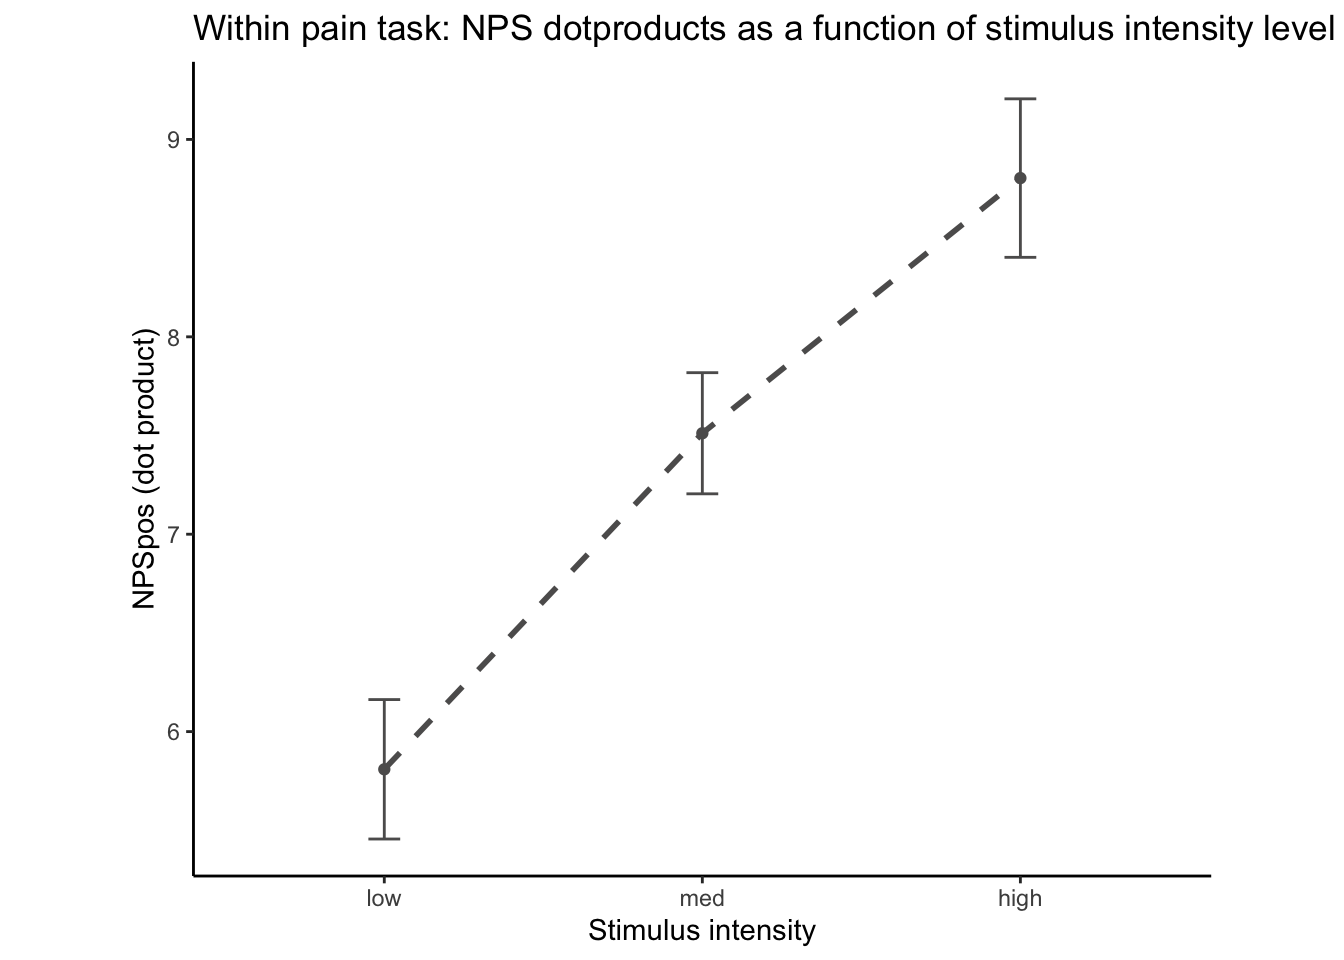 Within pain task: NPS dotproducts as a function of stimulus intensity level
NPSpos (dot product)
9
8
7
6
low
med
high
Stimulus intensity